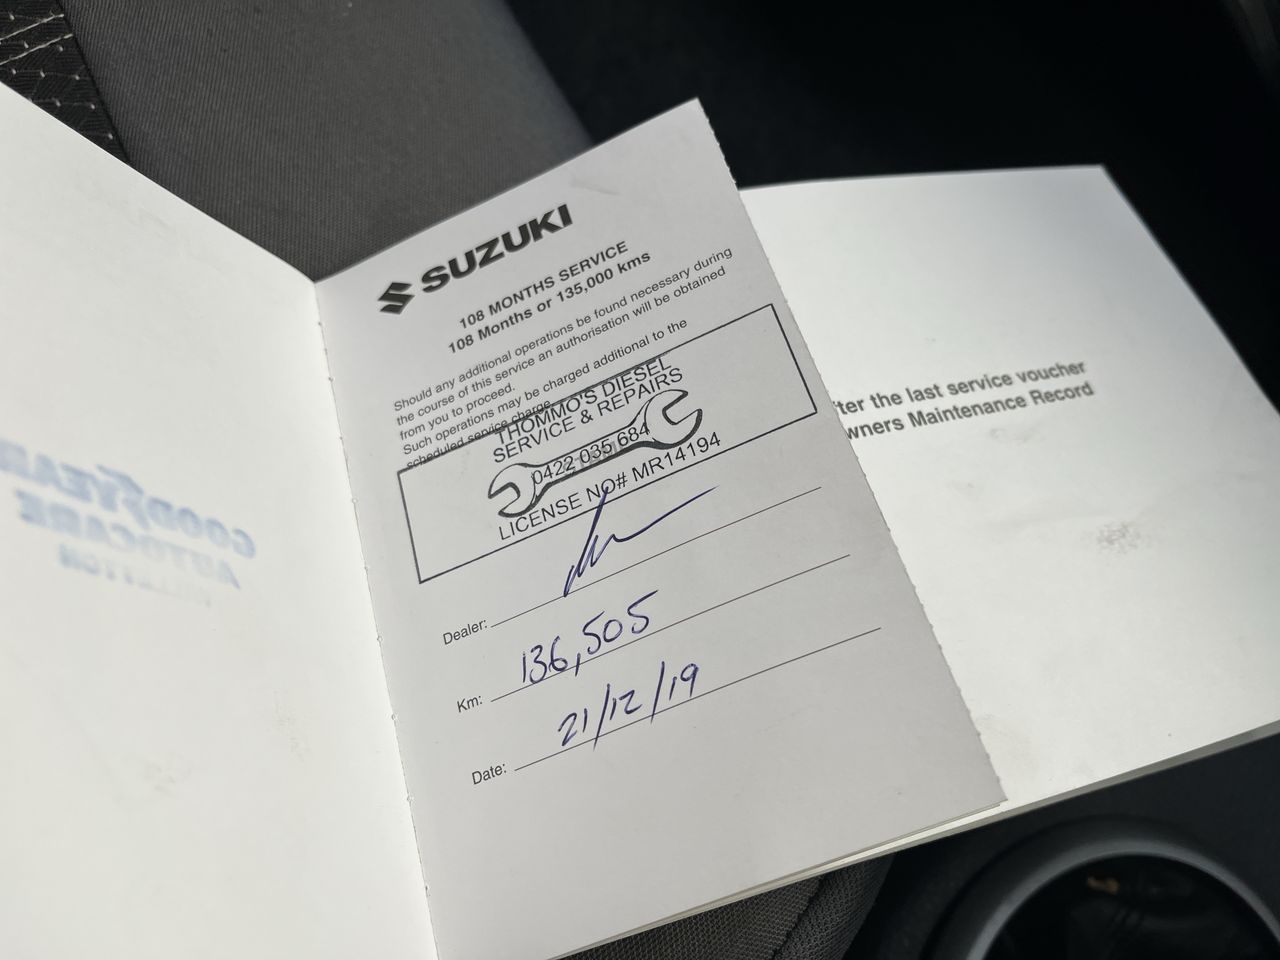 GOODYEAR
AUTOCARE
SUZUKI
108 MONTHS SERVICE
108 Months or 135,000 kms
Should any additional operations be found necessary during
the course of this service an authorisation will be obtained
from you to proceed.
Such operations may be charged additional to the
scheduled service charge
THOMMO'S DIESEL
SERVICE & REPAIRS
0422 035 684
LICENSE NO# MR14194
Dealer:
Km: 136,505
Date: 21/12/19
fter the last service voucher
wners Maintenance Record